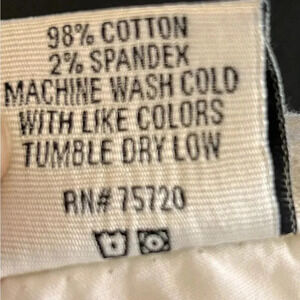 98% COTTON
2% SPANDEX
MACHINE WASH COLD
WITH LIKE COLORS
TUMBLE DRY LOW
RN# 75720